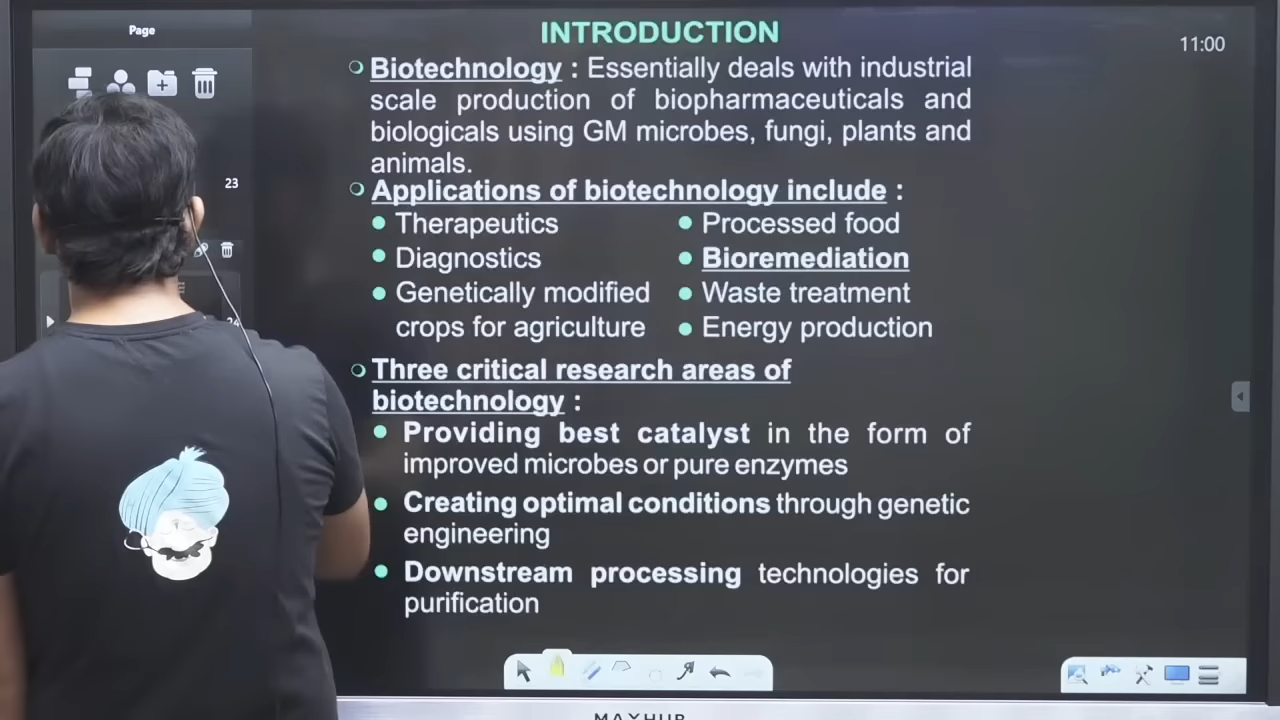 Page
INTRODUCTION
11:00
Biotechnology : Essentially deals with industrial
scale production of biopharmaceuticals and
biologicals using GM microbes, fungi, plants and
animals.
23
Applications of biotechnology include :
Therapeutics
Diagnostics
Genetically modified
crops for agriculture
Processed food
Bioremediation
Waste treatment
Energy production
24
Three critical research areas of
biotechnology :
Providing best catalyst in the form of
improved microbes or pure enzymes
Creating optimal conditions through genetic
engineering
Downstream processing technologies for
purification
MAXHUB